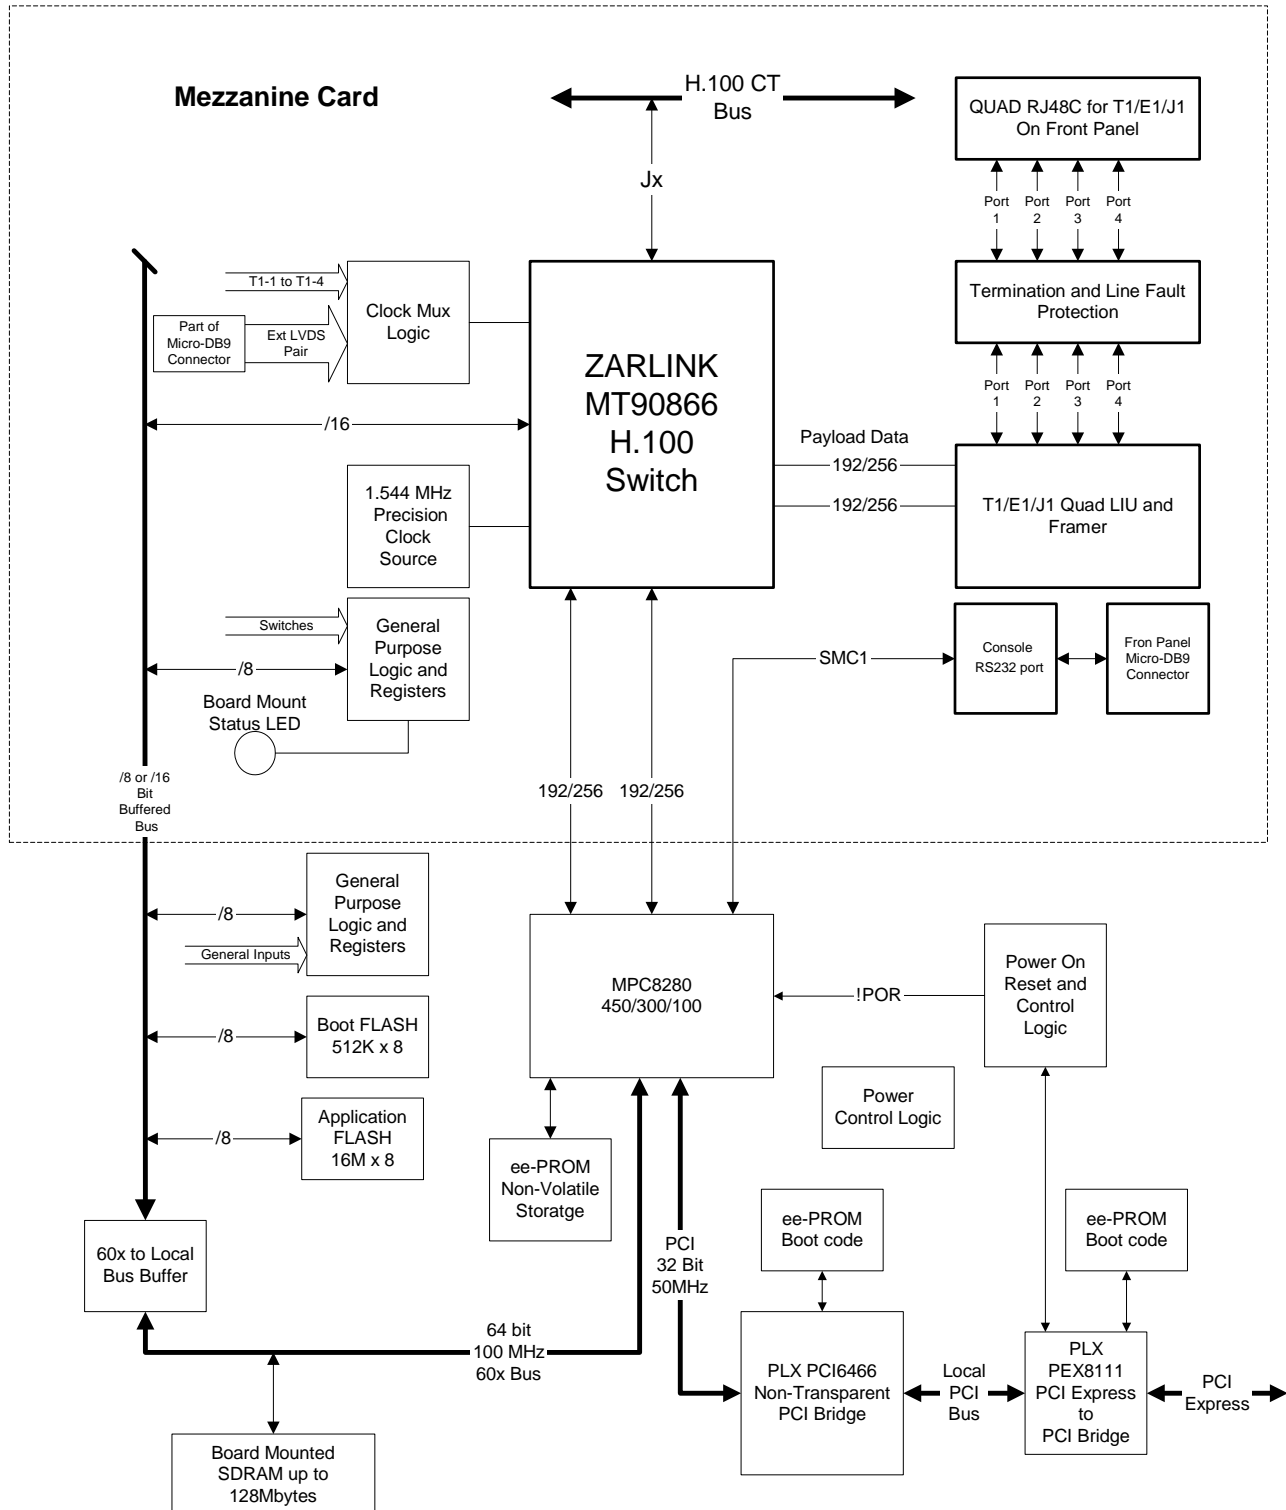 Mezzanine Card
H.100 CT
Bus
QUAD RJ48C for T1/E1/J1
On Front Panel
Jx
Port
1
Port
2
Port
3
Port
4
T1-1 to T1-4
Clock Mux
Logic
Part of
Micro-DB9
Connector
Ext LVDS
Pair
Termination and Line Fault
Protection
ZARLINK
MT90866
H.100
Switch
Port
1
Port
2
Port
3
Port
4
/16
Payload Data
192/256
192/256
T1/E1/J1 Quad LIU and
Framer
1.544 MHz
Precision
Clock
Source
Switches
General
Purpose
Logic and
Registers
/8
Board Mount
Status LED
SMC1
Console
RS232 port
Fron Panel
Micro-DB9
Connector
/8 or /16
Bit
Buffered
Bus
192/256
192/256
General
Purpose
Logic and
Registers
/8
General Inputs
MPC8280
450/300/100
!POR
Power On
Reset and
Control
Logic
/8
Boot FLASH
512K x 8
Power
Control Logic
/8
Application
FLASH
16M x 8
ee-PROM
Non-Volatile
Storatge
60x to Local
Bus Buffer
PCI
32 Bit
50MHz
ee-PROM
Boot code
ee-PROM
Boot code
64 bit
100 MHz
60x Bus
PLX PCI6466
Non-Transparent
PCI Bridge
Local
PCI
Bus
PLX
PEX8111
PCI Express
to
PCI Bridge
PCI
Express
Board Mounted
SDRAM up to
128Mbytes